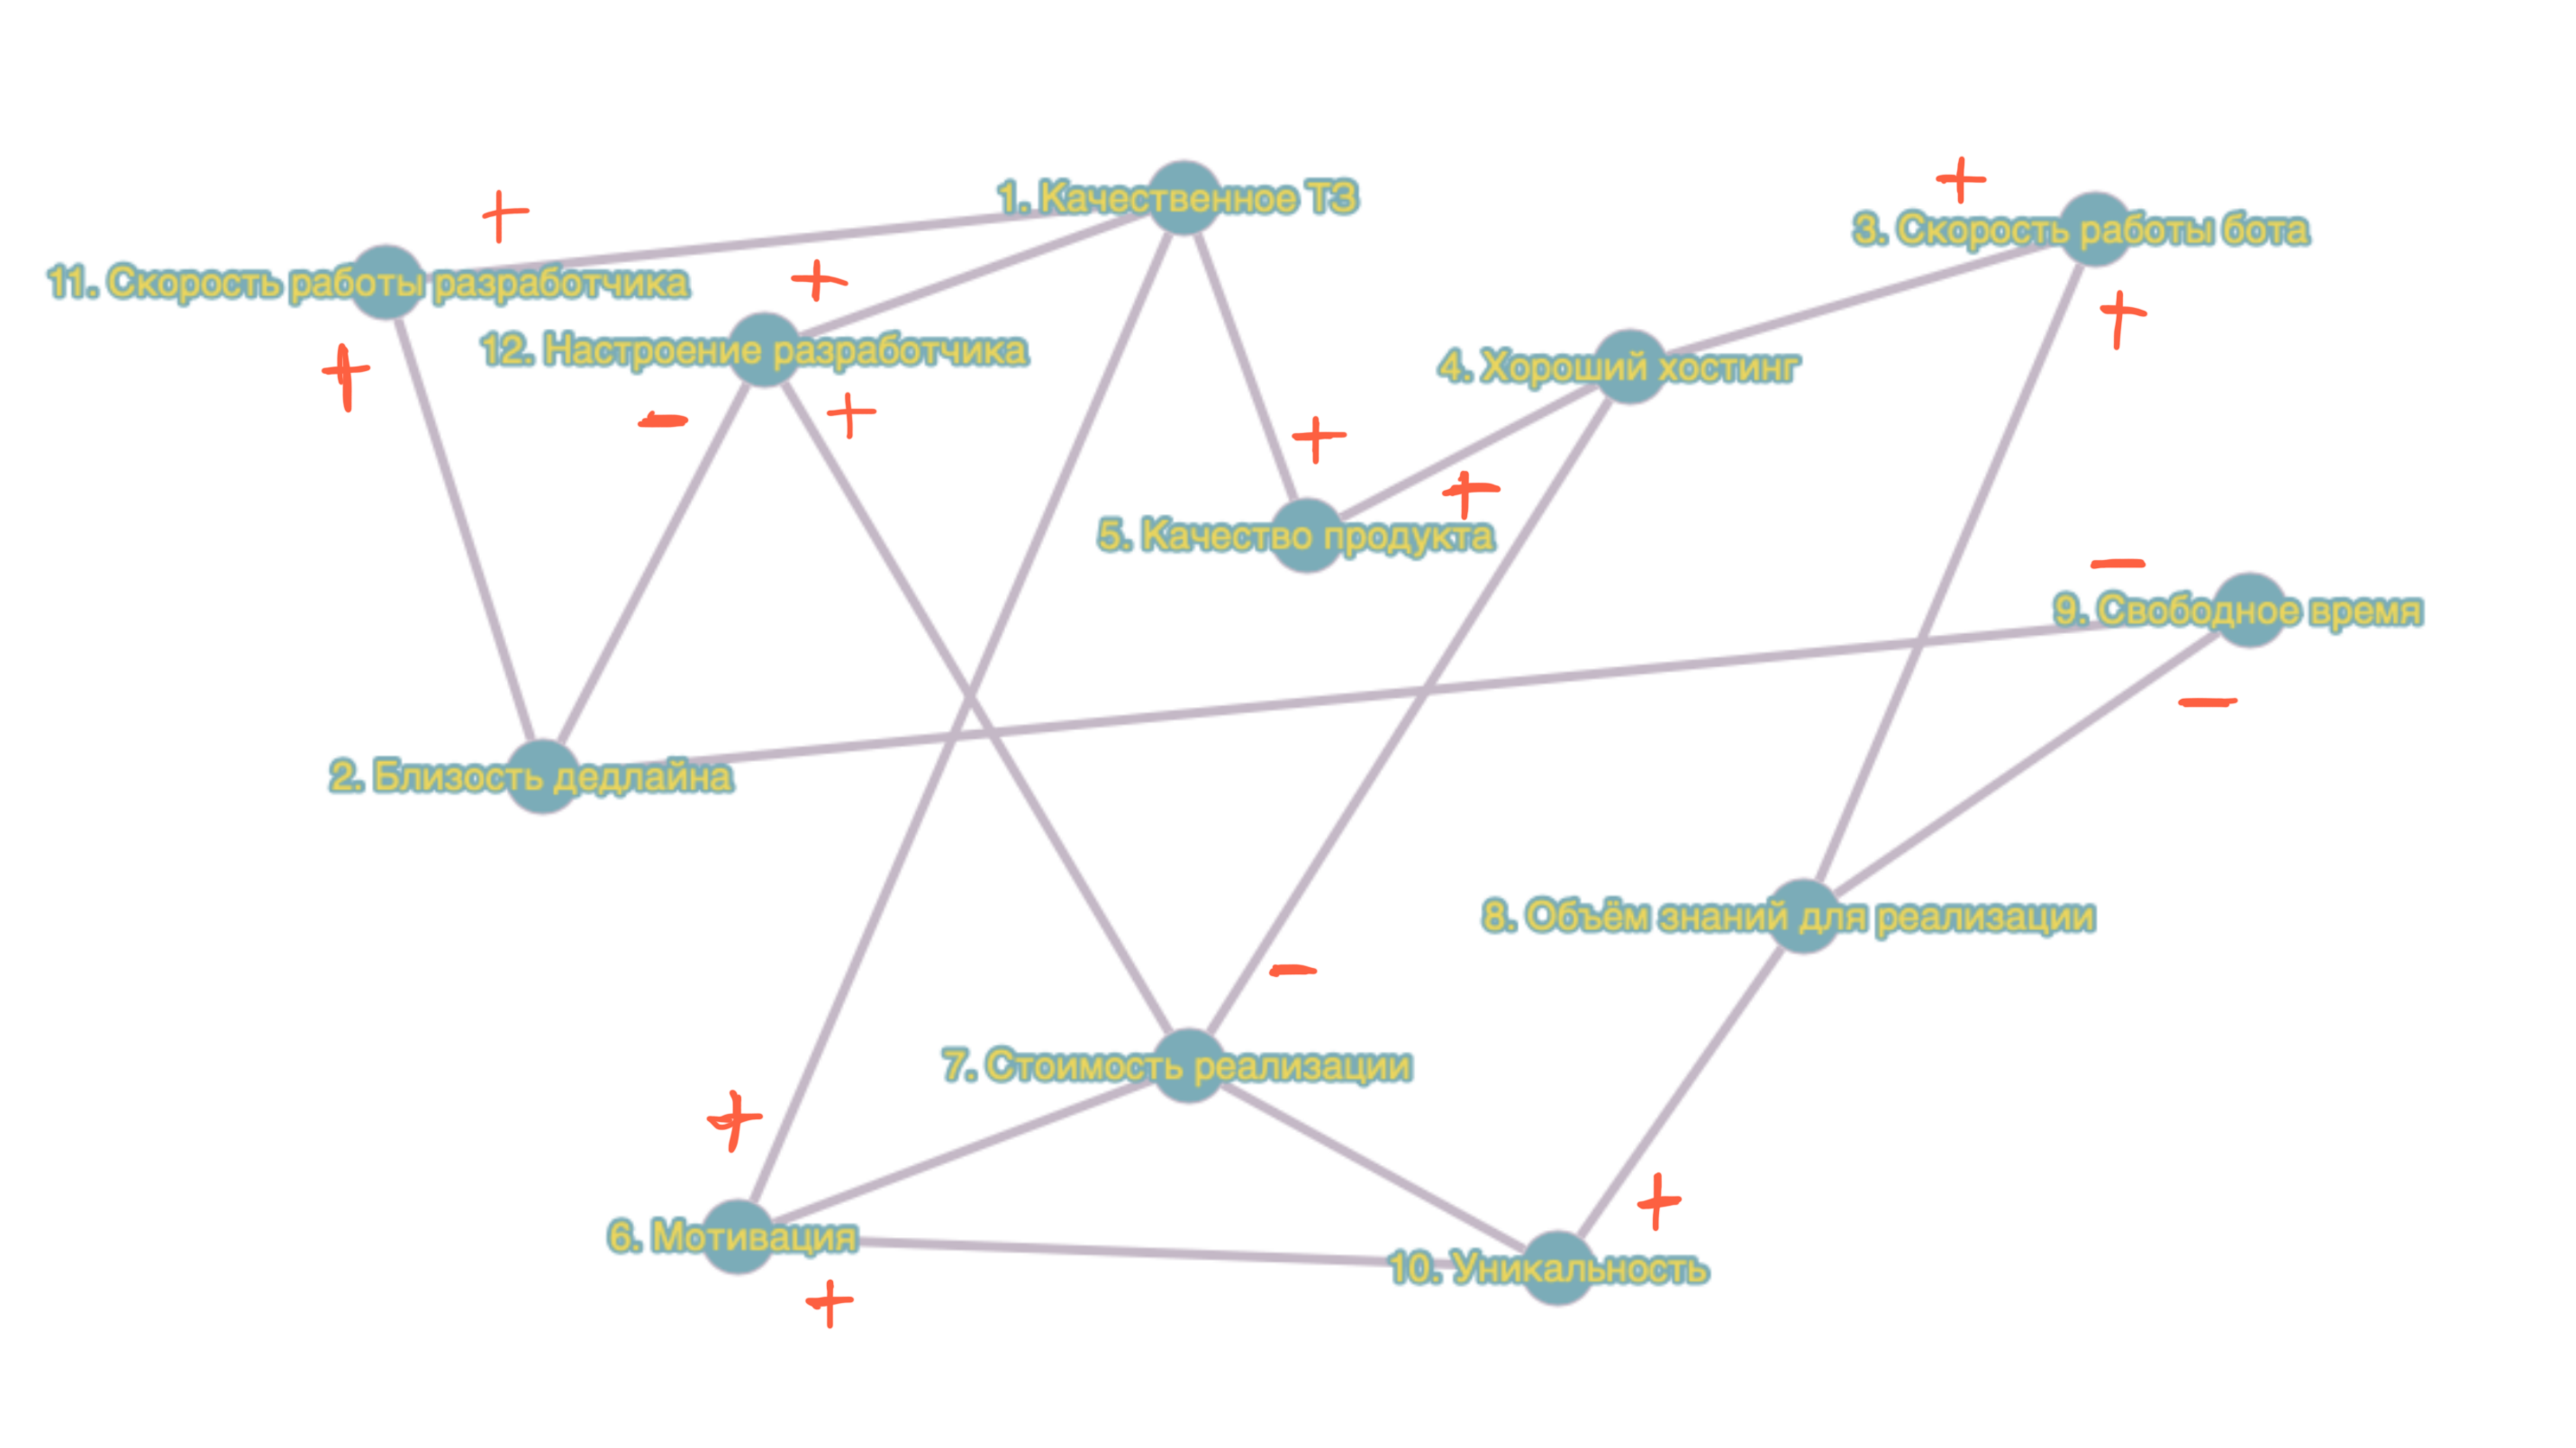 1. Качественное ТЗ
+
3. Скорость работы бота
+
11. Скорость работы разработчика
+
12. Настроение разработчика
+
+
4. Хороший хостинг
+
−
+
+
5. Качество продукта
+
−
9. Свободное время
−
2. Близость дедлайна
8. Объём знаний для реализации
−
7. Стоимость реализации
+
+
6. Мотивация
10. Уникальность
+